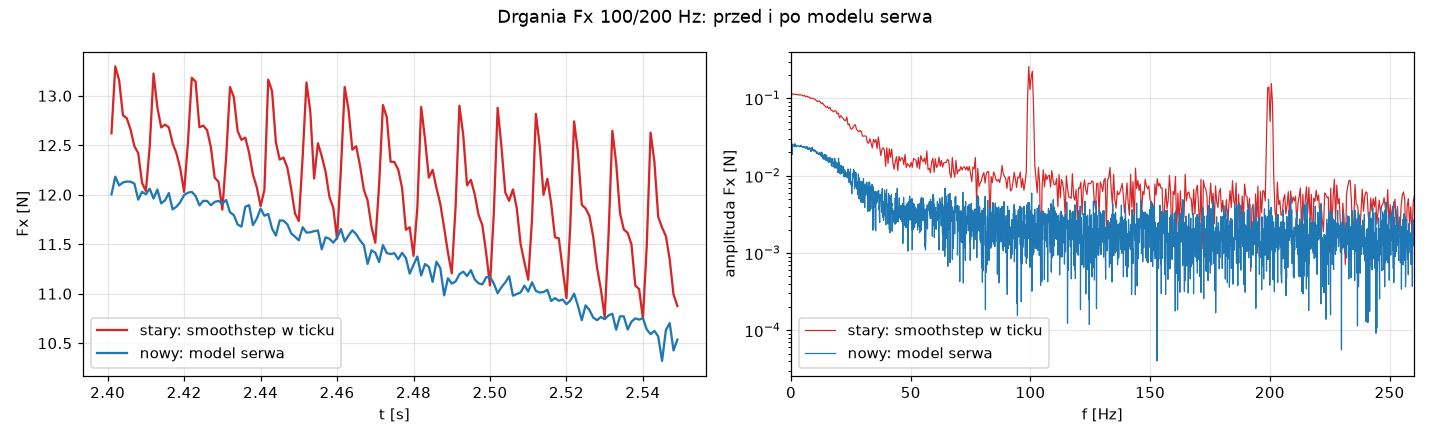 Drgania Fx 100/200 Hz: przed i po modelu serwa
Fx [N]
13.0
12.5
12.0
11.5
11.0
10.5
stary: smoothstep w ticku
nowy: model serwa
2.40 2.42 2.44 2.46 2.48 2.50 2.52 2.54
t [s]
amplituda Fx [N]
10⁻¹
10⁻²
10⁻³
10⁻⁴
stary: smoothstep w ticku
nowy: model serwa
0 50 100 150 200 250
f [Hz]